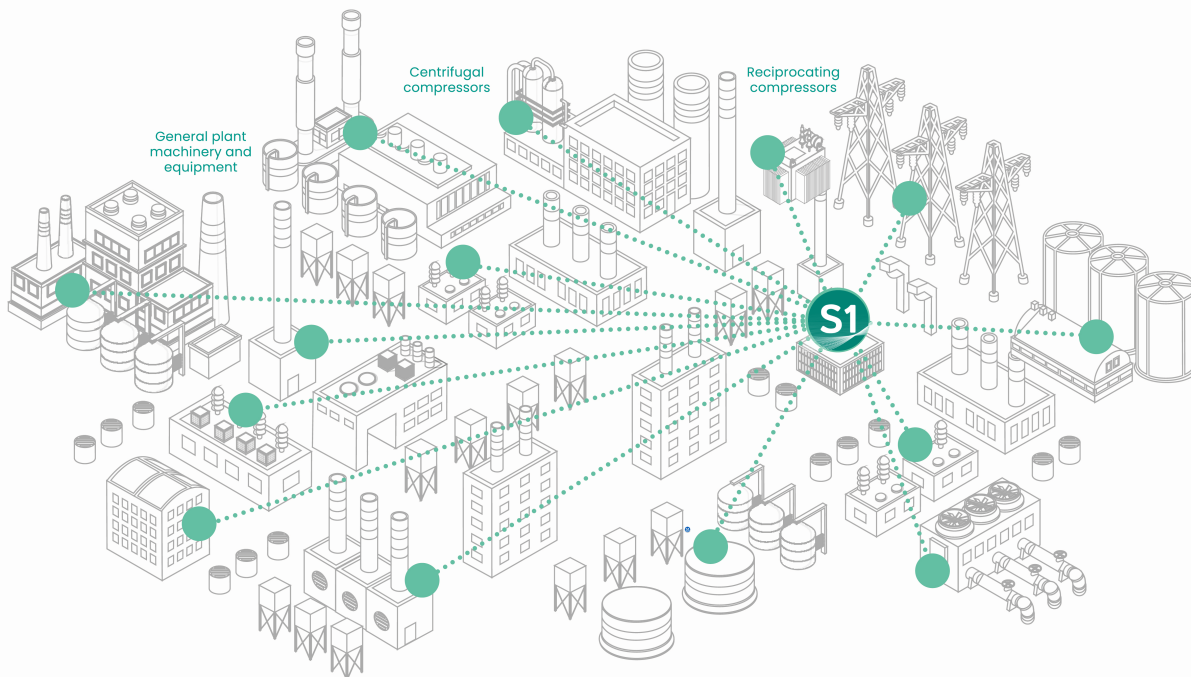 Centrifugal
compressors
Reciprocating
compressors
General plant
machinery and
equipment
S1